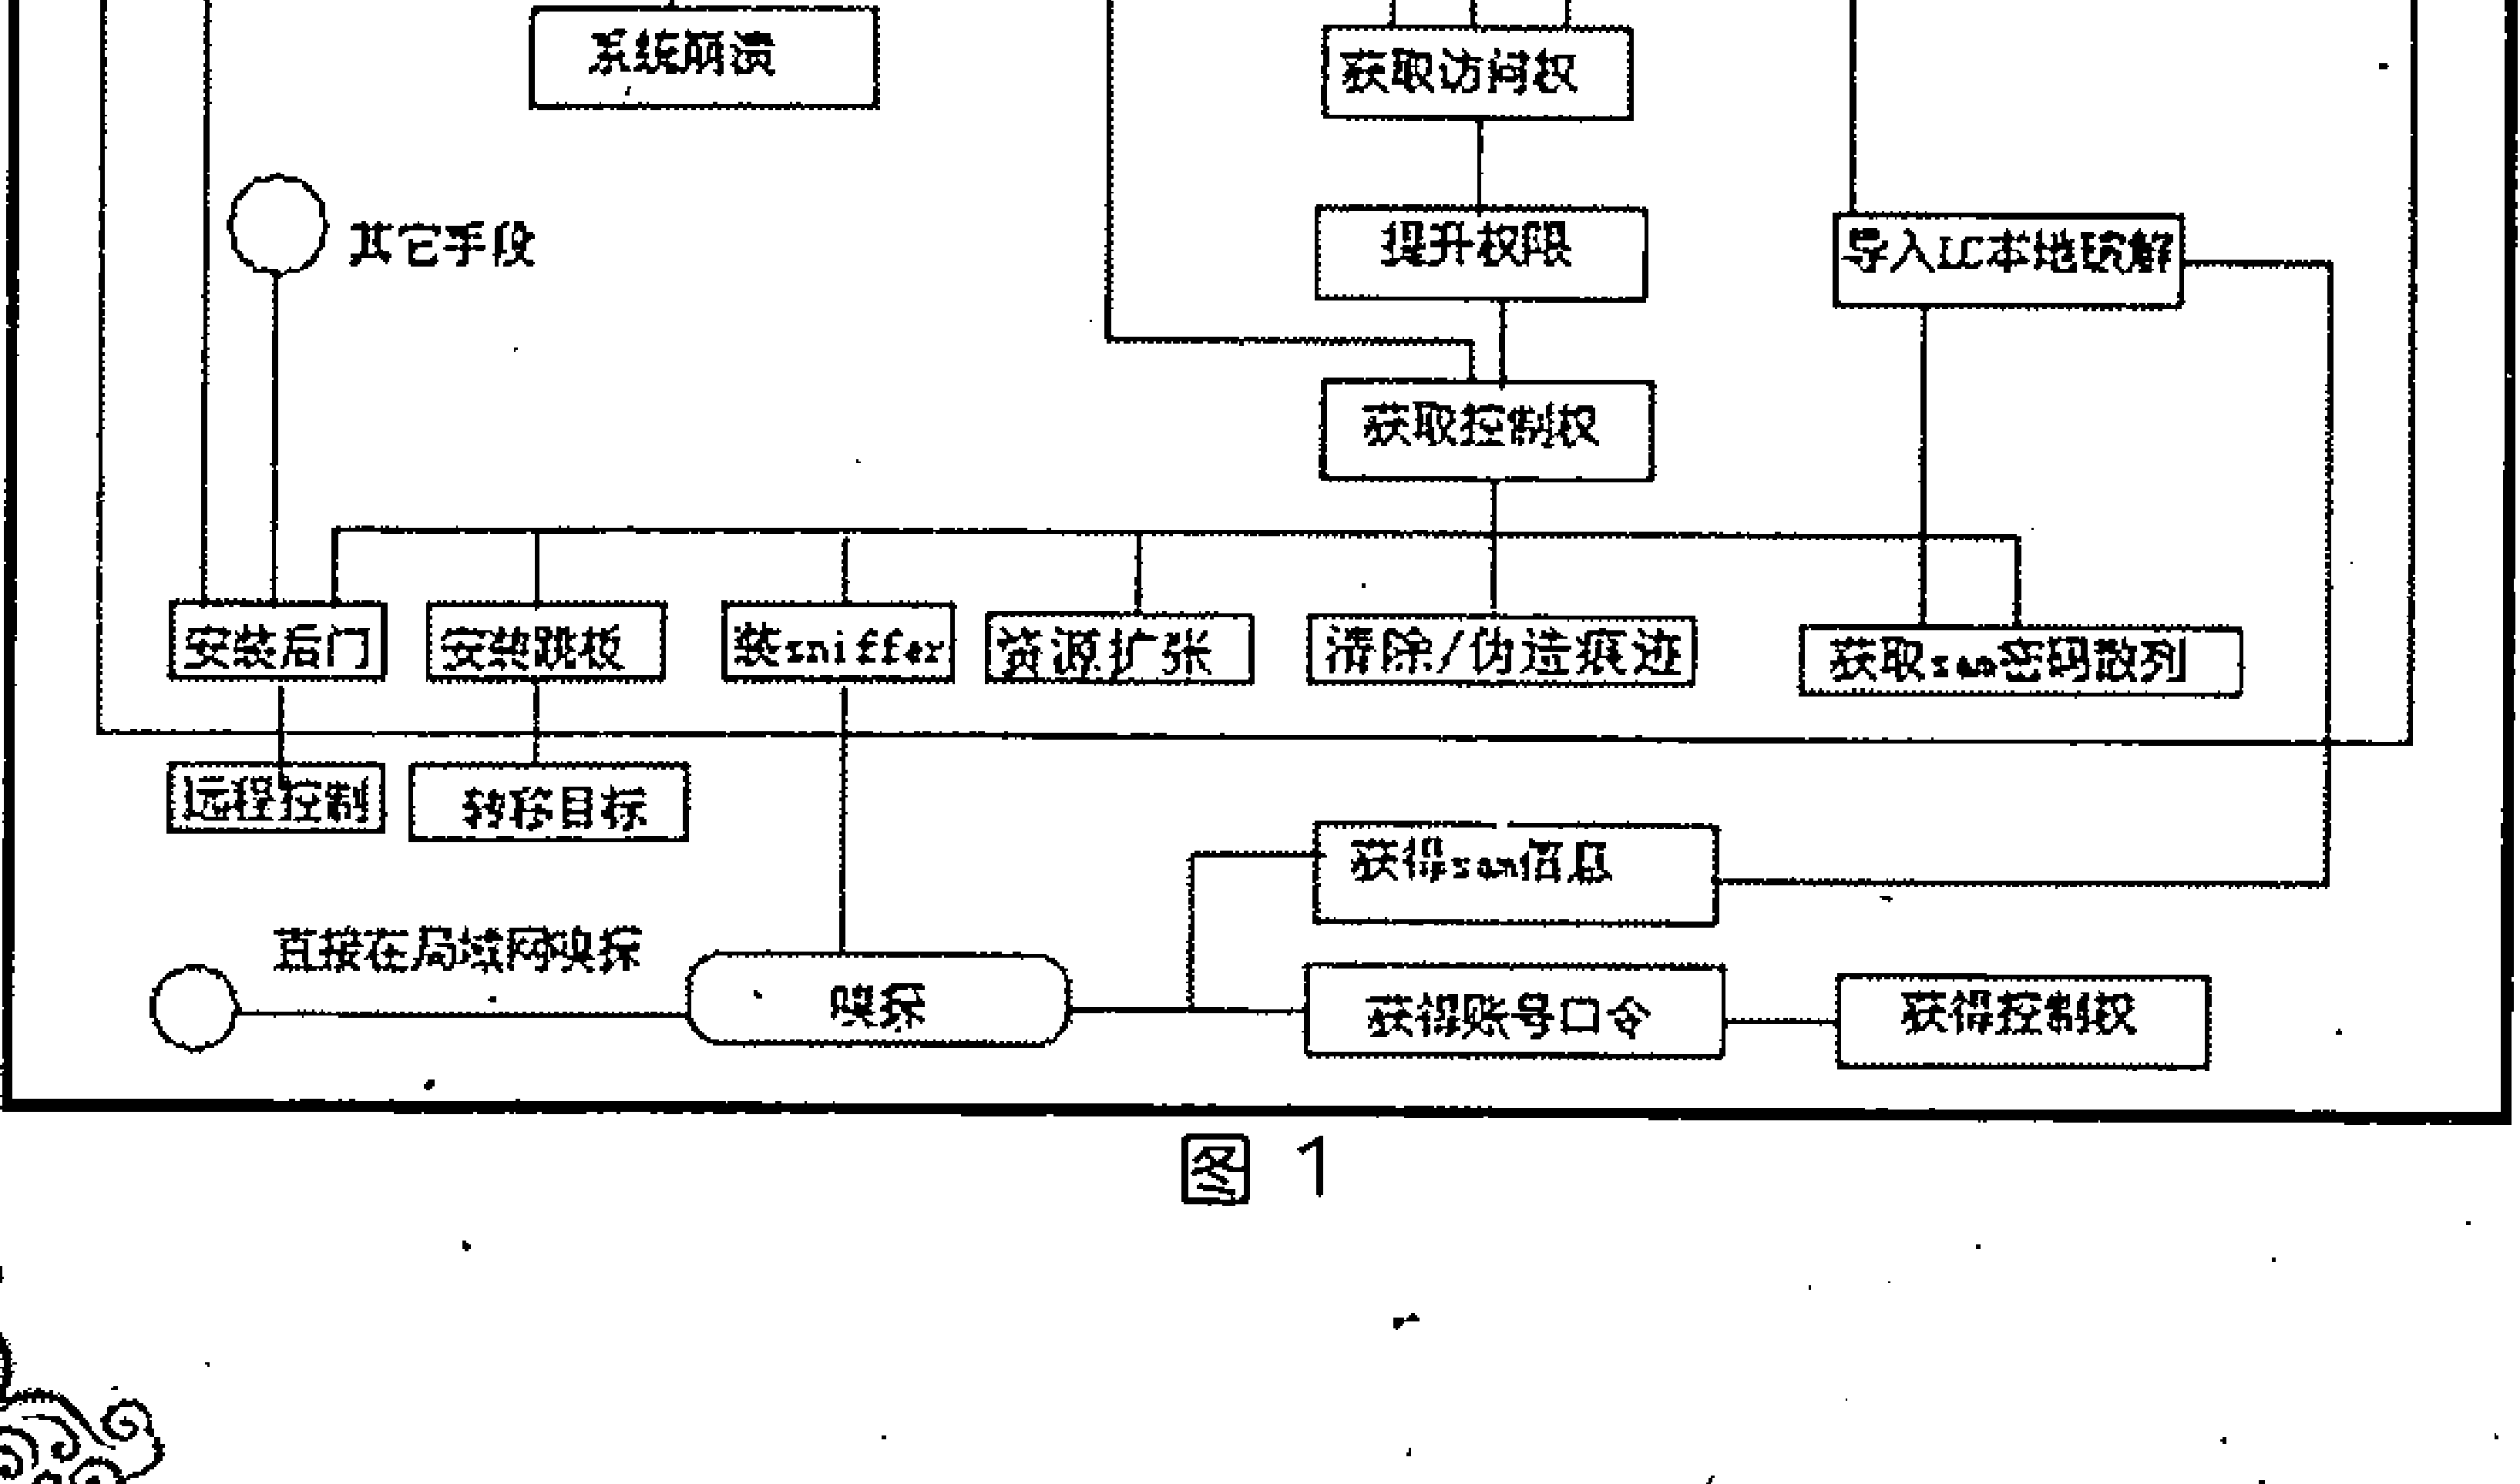 系统崩溃
获取访问权
其它手段
提升权限
导入LC本地破解
获取控制权
安装后门
安装跳板
装sniffer
资源扩张
清除/伪造痕迹
获取sam密码散列
远程控制
转移目标
获得sam信息
直接在局域网嗅探
嗅探
获得账号口令
获得控制权
图 1